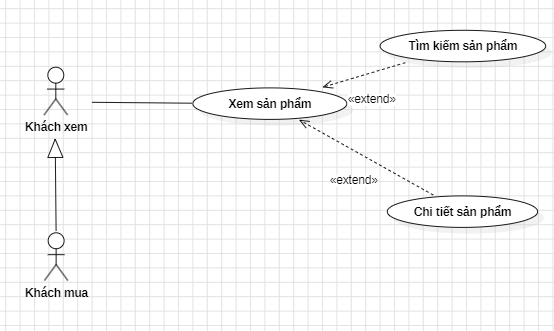 Tìm kiếm sản phẩm
Xem sản phẩm
«extend»
Khách xem
«extend»
Chi tiết sản phẩm
Khách mua